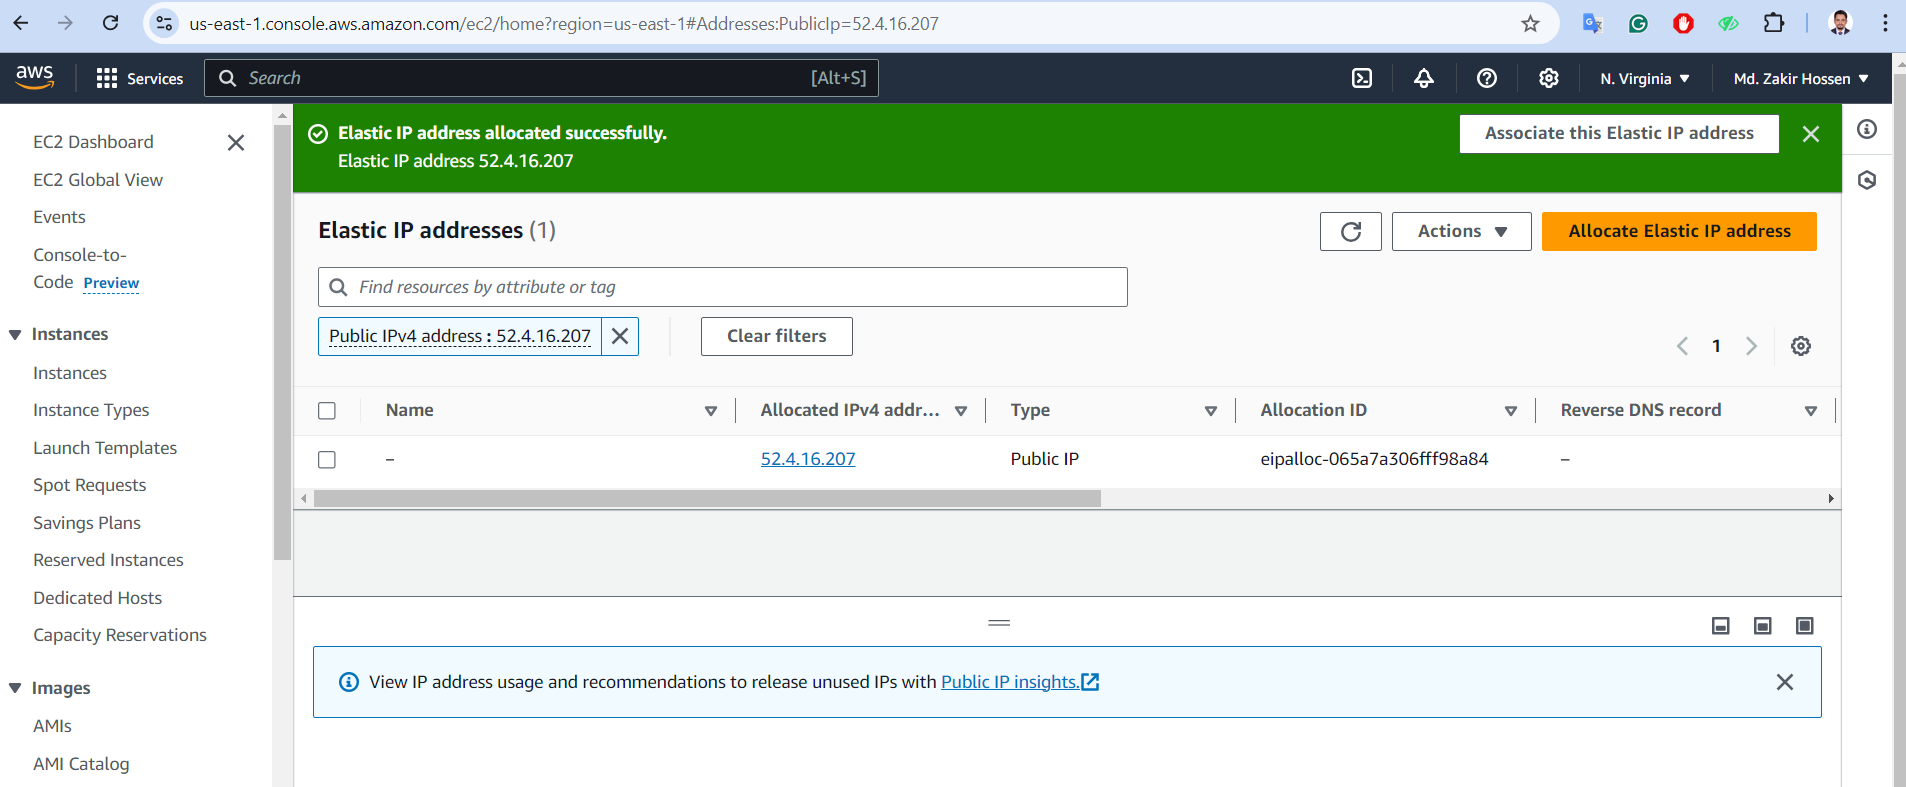 us-east-1.console.aws.amazon.com/ec2/home?region=us-east-1#Addresses:PublicIp=52.4.16.207
aws
Services
Search
[Alt+S]
N. Virginia
Md. Zakir Hossen
EC2 Dashboard
EC2 Global View
Events
Console-to-
Code Preview
Instances
Instances
Instance Types
Launch Templates
Spot Requests
Savings Plans
Reserved Instances
Dedicated Hosts
Capacity Reservations
Images
AMIs
AMI Catalog
Elastic IP address allocated successfully.
Elastic IP address 52.4.16.207
Associate this Elastic IP address
Elastic IP addresses (1)
Actions
Allocate Elastic IP address
Find resources by attribute or tag
Public IPv4 address : 52.4.16.207
Clear filters
1
Name
Allocated IPv4 addr...
Type
Allocation ID
Reverse DNS record
–
52.4.16.207
Public IP
eipalloc-065a7a306fff98a84
–
View IP address usage and recommendations to release unused IPs with Public IP insights.